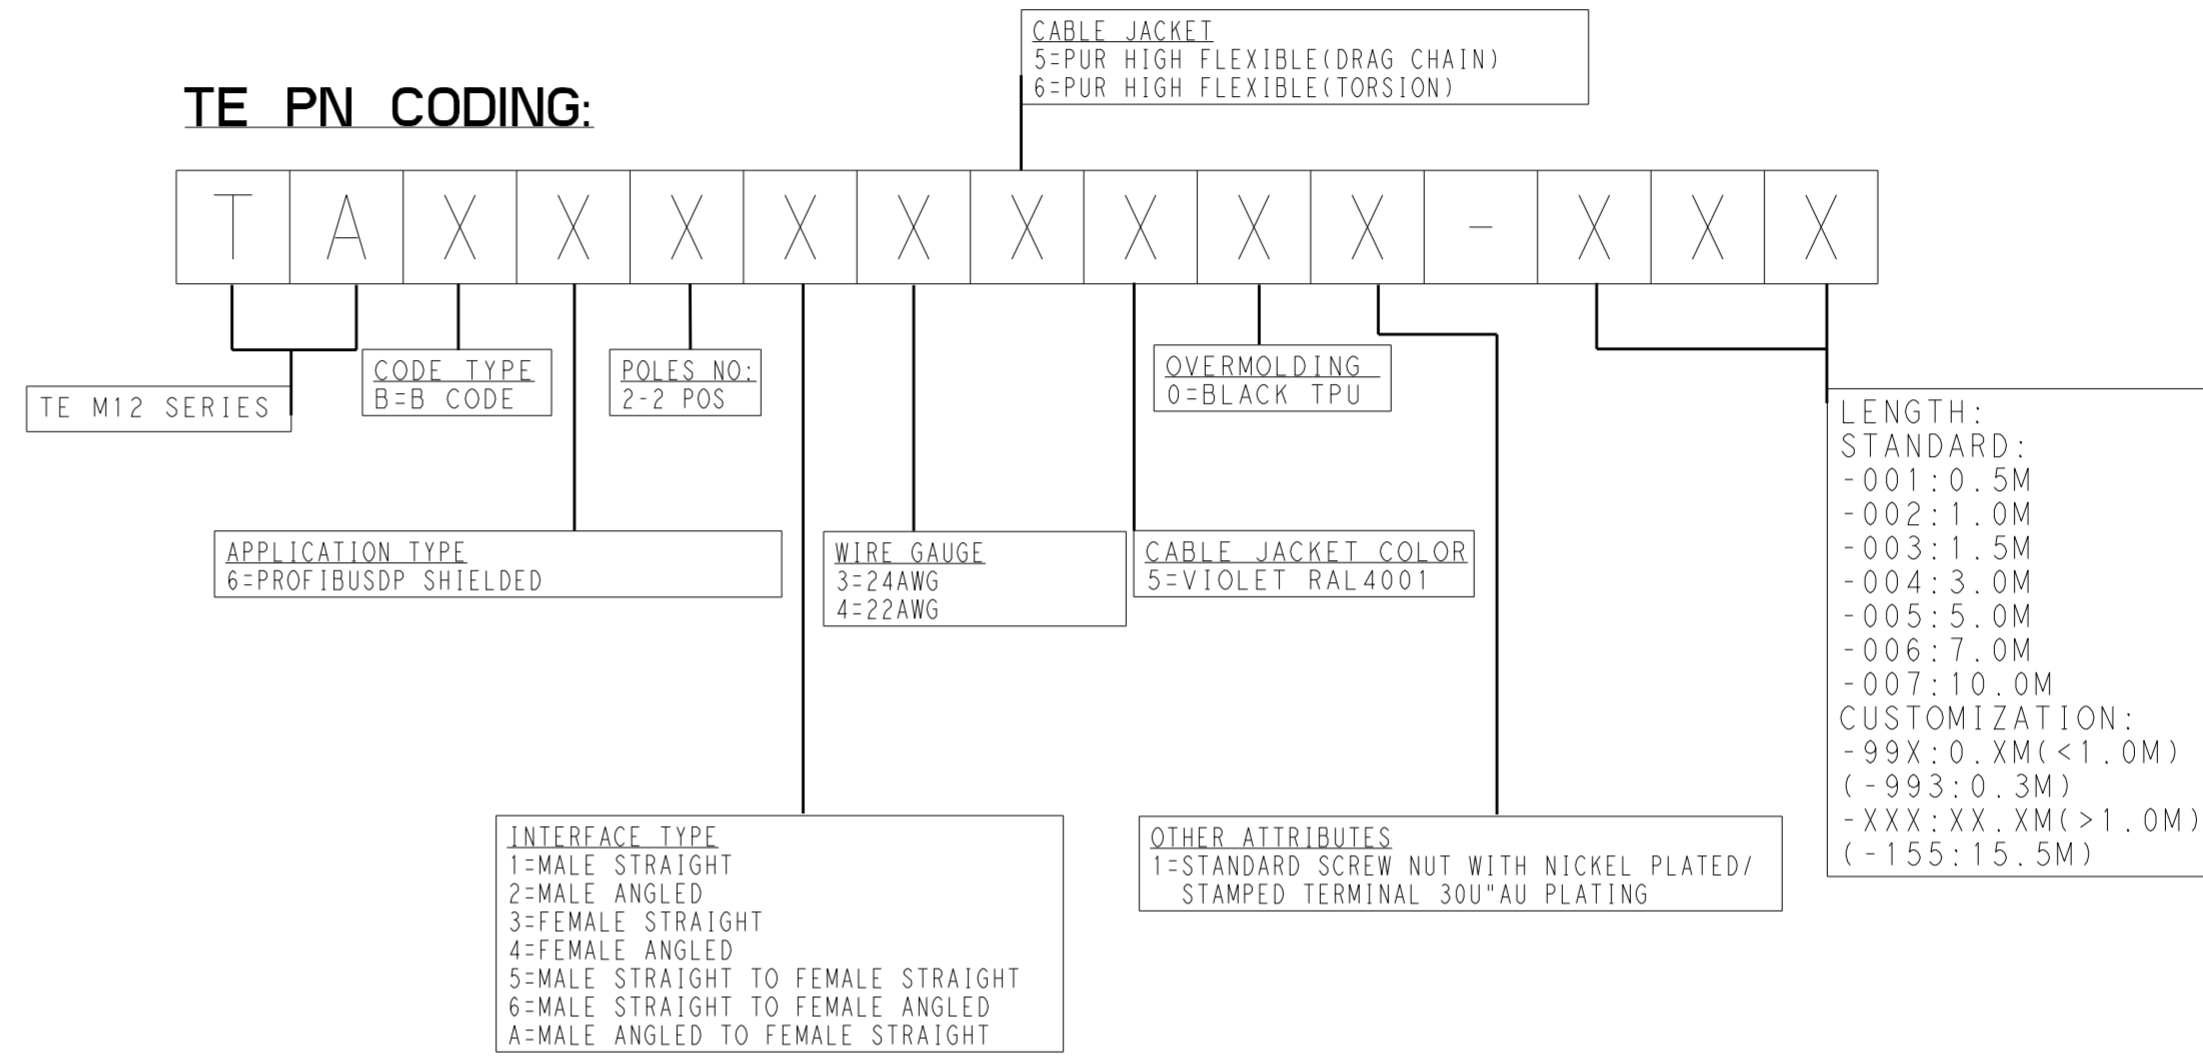 CABLE JACKET
5=PUR HIGH FLEXIBLE(DRAG CHAIN)
6=PUR HIGH FLEXIBLE(TORSION)
TE PN CODING:
T A X X X X X X X X X - X X X
TE M12 SERIES
CODE TYPE
B=B CODE
POLES NO:
2-2 POS
OVERMOLDING
0=BLACK TPU
APPLICATION TYPE
6=PROFIBUSDP SHIELDED
WIRE GAUGE
3=24AWG
4=22AWG
CABLE JACKET COLOR
5=VIOLET RAL4001
LENGTH:
STANDARD:
-001:0.5M
-002:1.0M
-003:1.5M
-004:3.0M
-005:5.0M
-006:7.0M
-007:10.0M
CUSTOMIZATION:
-99X:0.XM(<1.0M)
(-993:0.3M)
-XXX:XX.XM(>1.0M)
(-155:15.5M)
INTERFACE TYPE
1=MALE STRAIGHT
2=MALE ANGLED
3=FEMALE STRAIGHT
4=FEMALE ANGLED
5=MALE STRAIGHT TO FEMALE STRAIGHT
6=MALE STRAIGHT TO FEMALE ANGLED
A=MALE ANGLED TO FEMALE STRAIGHT
OTHER ATTRIBUTES
1=STANDARD SCREW NUT WITH NICKEL PLATED/
STAMPED TERMINAL 30U"AU PLATING